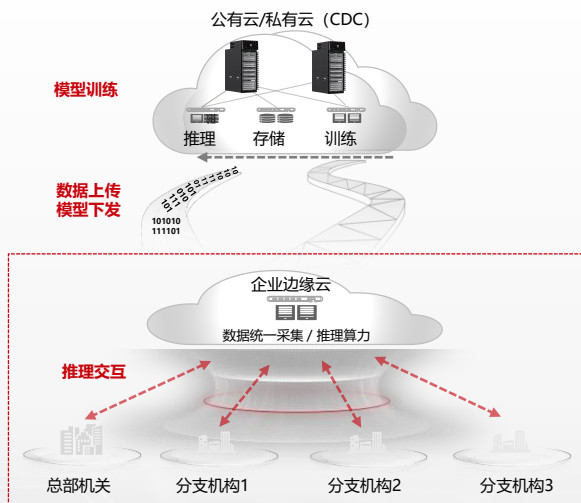 公有云/私有云（CDC）
模型训练
推理
存储
训练
数据上传
模型下发
101010
111101
企业边缘云
数据统一采集 / 推理算力
推理交互
总部机关
分支机构1
分支机构2
分支机构3